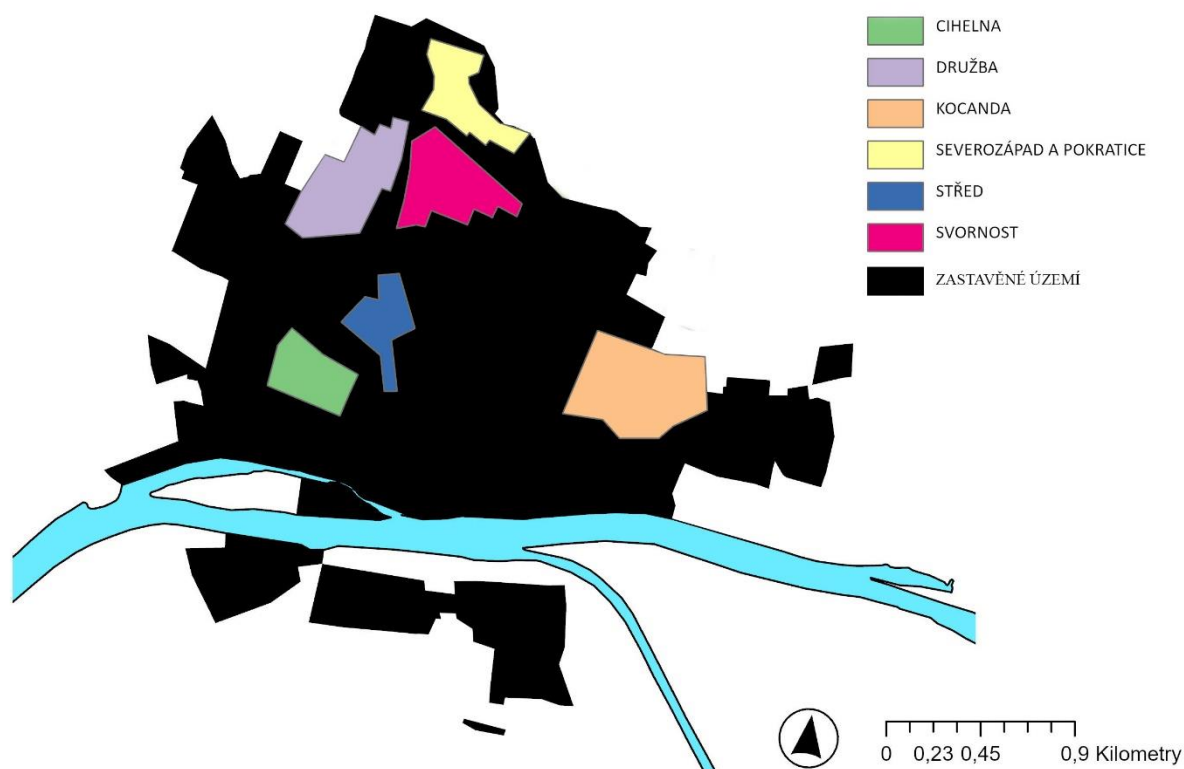 CIHELNA
DRUŽBA
KOCANDA
SEVEROZÁPAD A POKRATICE
STŘED
SVORNOST
ZASTAVĚNÉ ÚZEMÍ
0 0,23 0,45 0,9 Kilometry